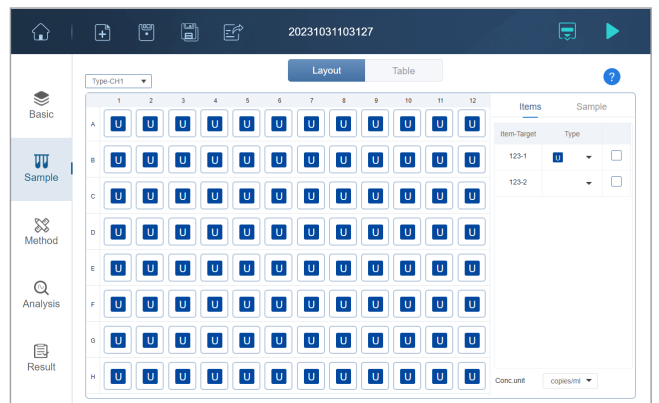 20231031103127
Type-CH1
Layout Table
?
1 2 3 4 5 6 7 8 9 10 11 12
A U U U U U U U U U U U U
B U U U U U U U U U U U U
C U U U U U U U U U U U U
D U U U U U U U U U U U U
E U U U U U U U U U U U U
F U U U U U U U U U U U U
G U U U U U U U U U U U U
H U U U U U U U U U U U U
Basic
Sample
Method
Analysis
Result
Items Sample
Item-Target Type
123-1 U
123-2
Conc.unit copies/ml